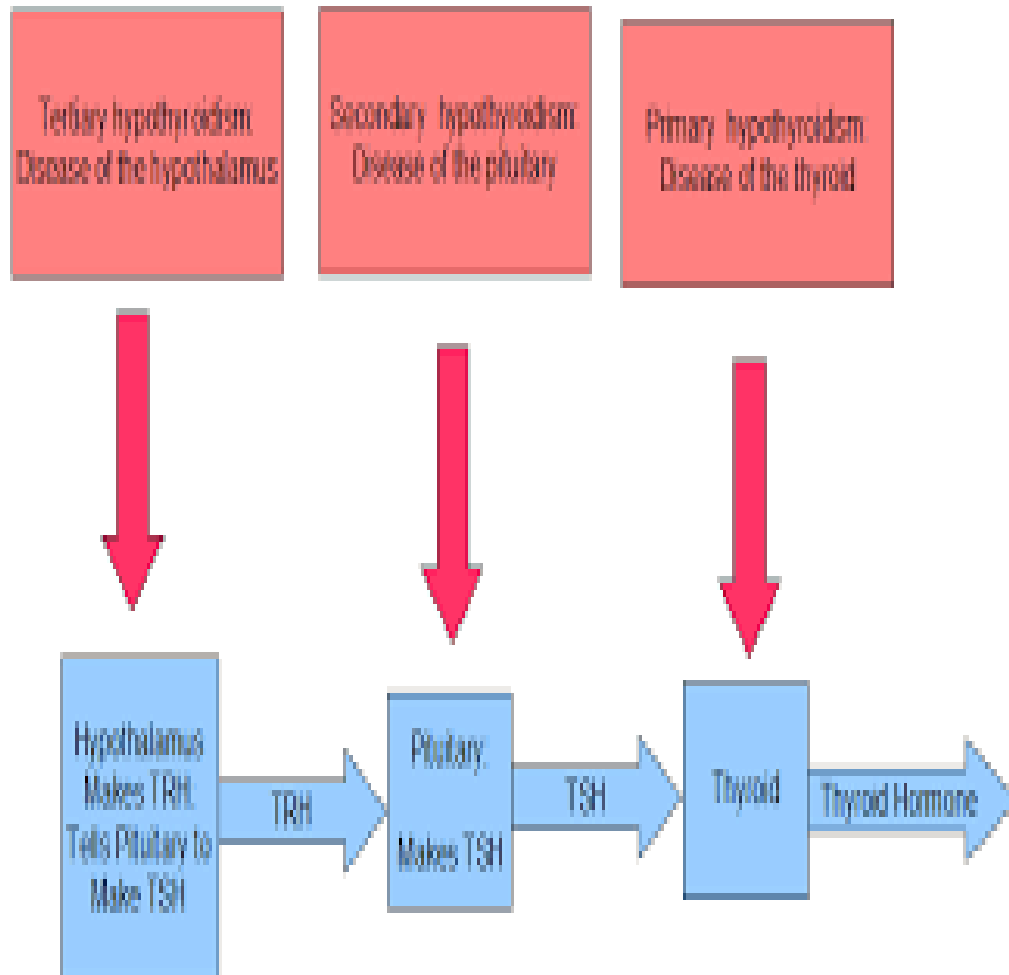 Tertiary hypothyroidism:
Disease of the hypothalamus
Secondary hypothyroidism:
Disease of the pituitary
Primary hypothyroidism:
Disease of the thyroid
Hypothalamus
Makes TRH:
Tells Pituitary to
Make TSH
TRH
Pituitary:
Makes TSH
TSH
Thyroid
Thyroid Hormone